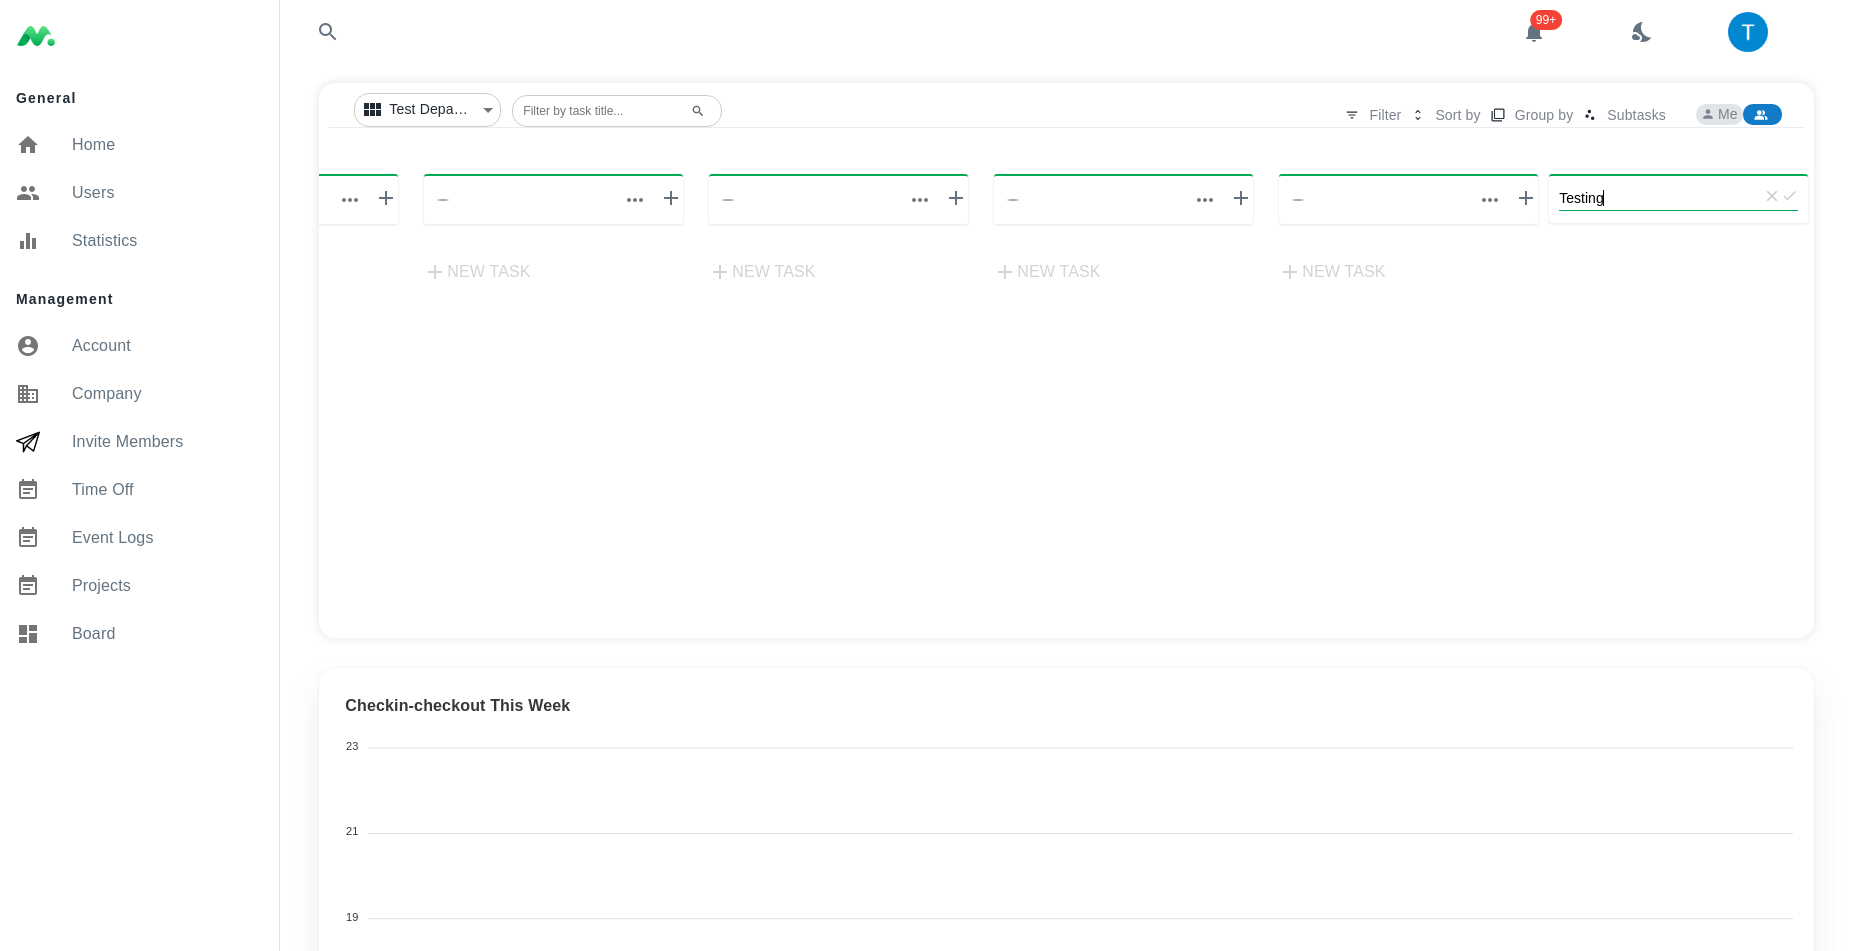 99+
T
General
Home
Users
Statistics
Management
Account
Company
Invite Members
Time Off
Event Logs
Projects
Board
Test Depa...
Filter by task title...
Filter
Sort by
Group by
Subtasks
Me
Testing
NEW TASK
NEW TASK
NEW TASK
NEW TASK
Checkin-checkout This Week
23
21
19